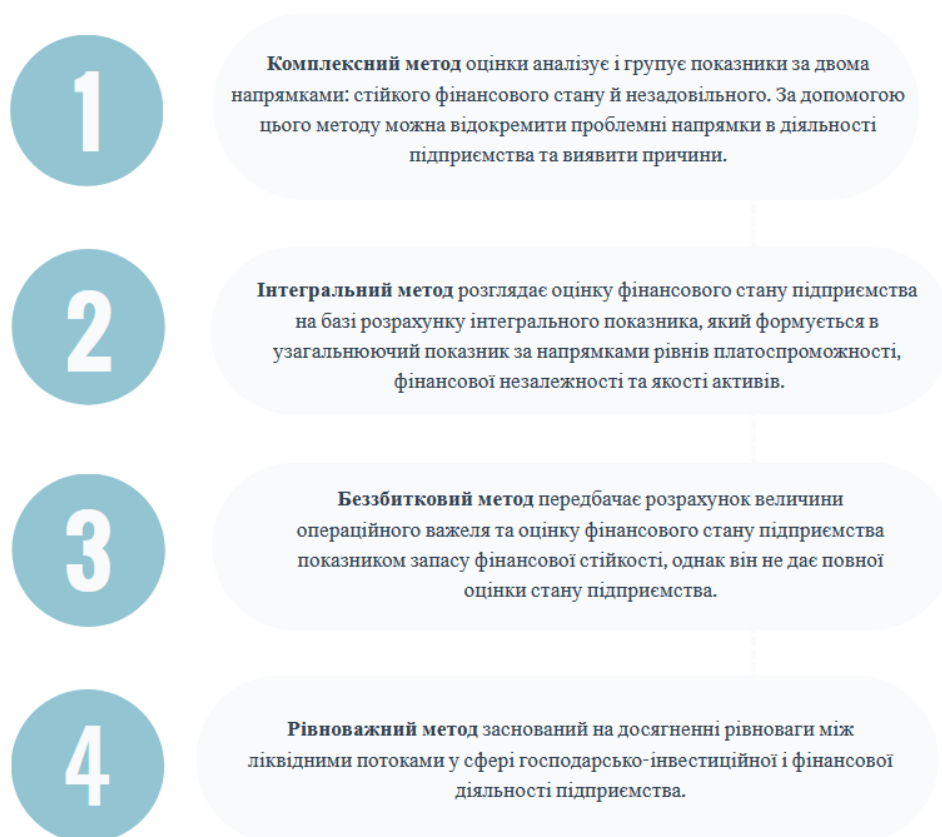 1
Комплексний метод оцінки аналізує і групує показники за двома
напрямками: стійкого фінансового стану й незадовільного. За допомогою
цього методу можна відокремити проблемні напрямки в діяльності
підприємства та виявити причини.
2
Інтегральний метод розглядає оцінку фінансового стану підприємства
на базі розрахунку інтегрального показника, який формується в
узагальнюючий показник за напрямками рівнів платоспроможності,
фінансової незалежності та якості активів.
3
Беззбитковий метод передбачає розрахунок величини
операційного важеля та оцінку фінансового стану підприємства
показником запасу фінансової стійкості, однак він не дає повної
оцінки стану підприємства.
4
Рівноважний метод заснований на досягненні рівноваги між
ліквідними потоками у сфері господарсько-інвестиційної і фінансової
діяльності підприємства.